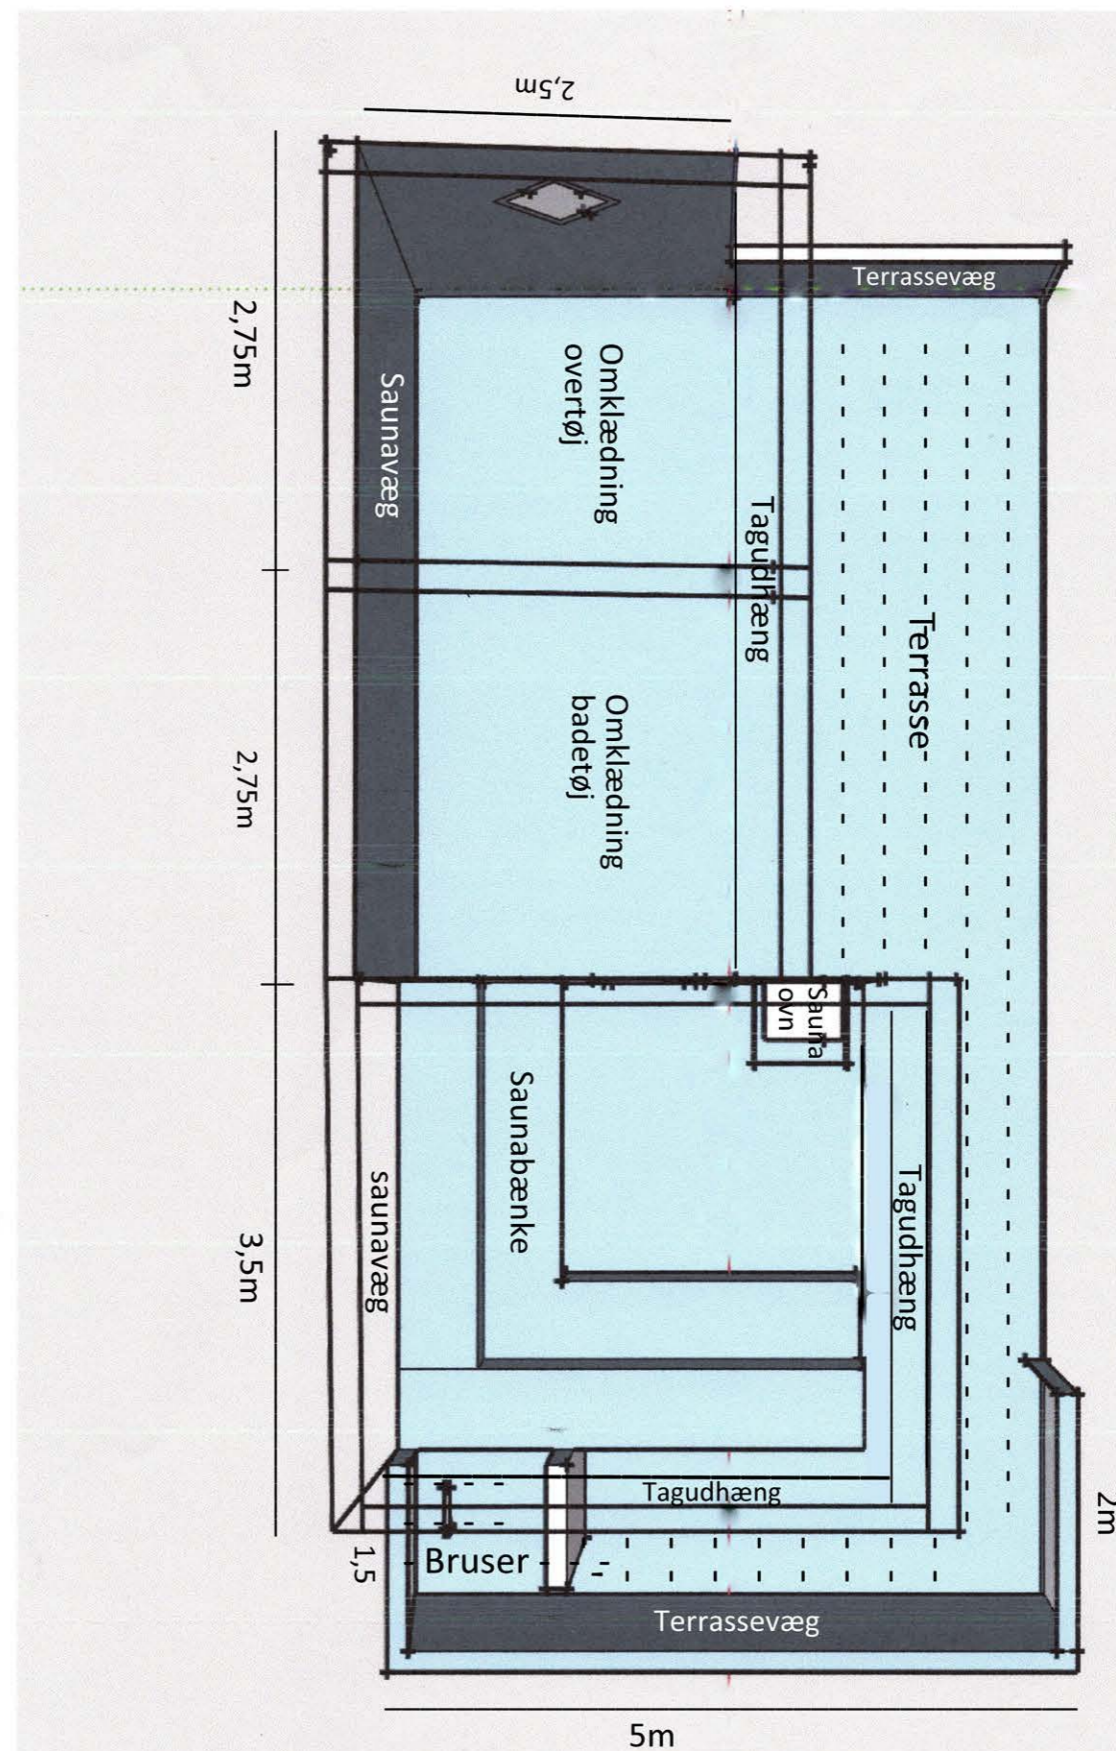 2,5m
Terrassevæg
2,75m
Saunavæg
Omklædning
overtøj
Tagudhæng
Terrasse
2,75m
Omklædning
badetøj
Sauna
ovn
Saunabænke
saunavæg
3,5m
Tagudhæng
Tagudhæng
2m
1,5
Bruser
Terrassevæg
5m